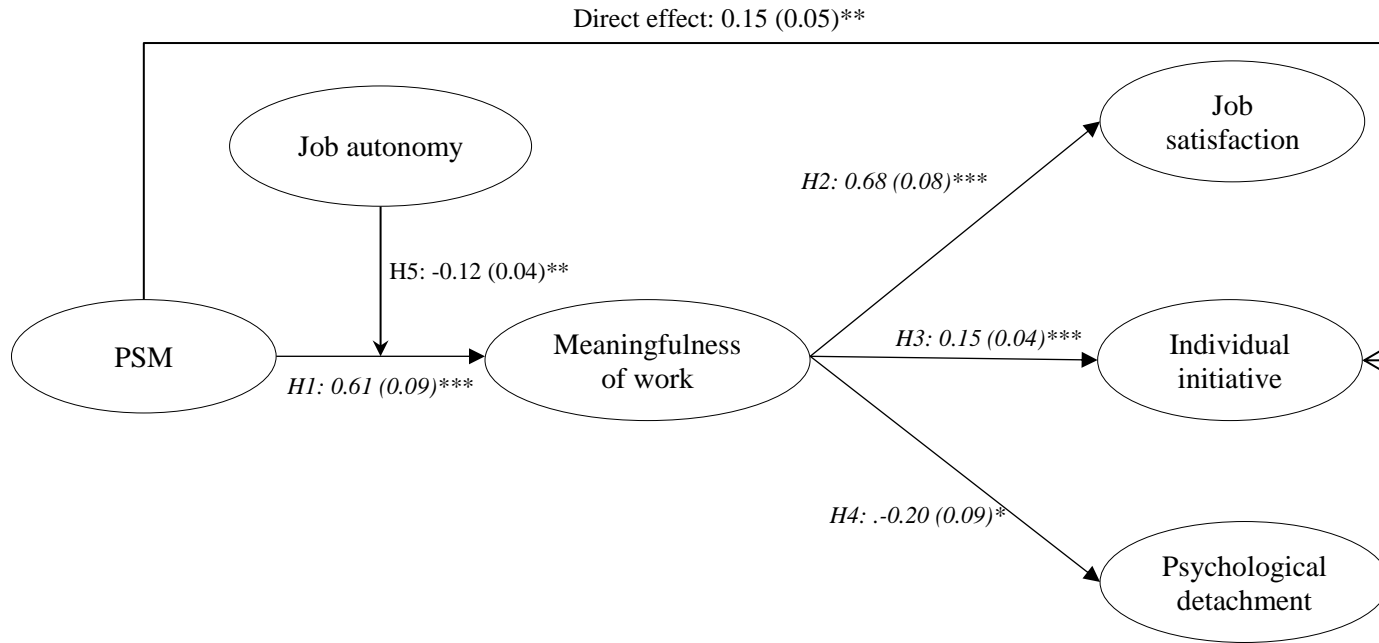 Direct effect: 0.15 (0.05)**
Job
satisfaction
Job autonomy
H2: 0.68 (0.08)***
H5: -0.12 (0.04)**
PSM
H1: 0.61 (0.09)***
Meaningfulness
of work
H3: 0.15 (0.04)***
Individual
initiative
H4: .-0.20 (0.09)*
Psychological
detachment